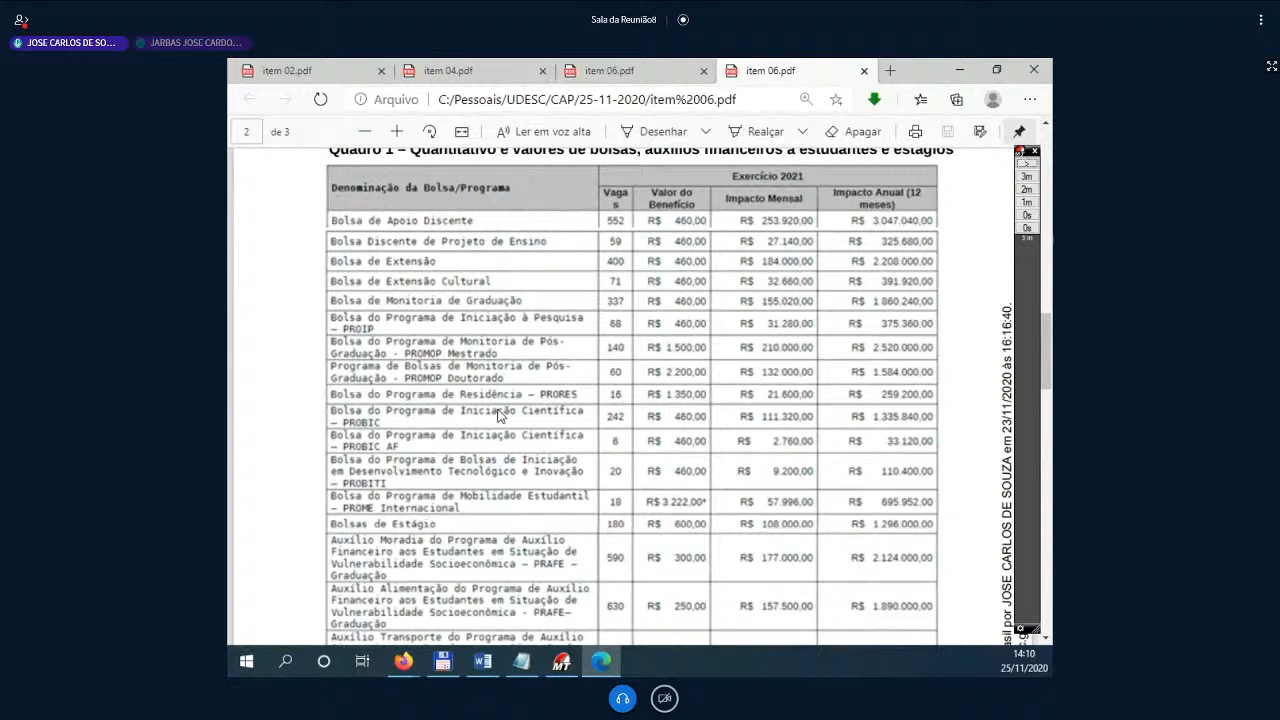 Sala da Reunião8
JOSE CARLOS DE SO...
JARBAS JOSE CARDO...
item 02.pdf
item 04.pdf
item 06.pdf
item 06.pdf
Arquivo
C:/Pessoais/UDESC/CAP/25-11-2020/item%2006.pdf
2 de 3
Ler em voz alta
Desenhar
Realçar
Apagar
Quadro 1 – Quantitativo e valores de bolsas, auxílios financeiros a estudantes e estágios
Denominação da Bolsa/Programa
Exercício 2021
Vaga
s
Valor do
Benefício
Impacto Mensal
Impacto Anual (12
meses)
Bolsa de Apoio Discente 552 R$ 460,00 R$ 253.920,00 R$ 3.047.040,00
Bolsa Discente de Projeto de Ensino 59 R$ 460,00 R$ 27.140,00 R$ 325.680,00
Bolsa de Extensão 400 R$ 460,00 R$ 184.000,00 R$ 2.208.000,00
Bolsa de Extensão Cultural 71 R$ 460,00 R$ 32.660,00 R$ 391.920,00
Bolsa de Monitoria de Graduação 337 R$ 460,00 R$ 155.020,00 R$ 1.860.240,00
Bolsa do Programa de Iniciação à Pesquisa
– PROIP
68 R$ 460,00 R$ 31.280,00 R$ 375.360,00
Bolsa do Programa de Monitoria de Pós-
Graduação - PROMOP Mestrado
140 R$ 1.500,00 R$ 210.000,00 R$ 2.520.000,00
Programa de Bolsas de Monitoria de Pós-
Graduação - PROMOP Doutorado
60 R$ 2.200,00 R$ 132.000,00 R$ 1.584.000,00
Bolsa do Programa de Residência – PRORES 16 R$ 1.350,00 R$ 21.600,00 R$ 259.200,00
Bolsa do Programa de Iniciação Científica
– PROBIC
242 R$ 460,00 R$ 111.320,00 R$ 1.335.840,00
Bolsa do Programa de Iniciação Científica
– PROBIC AF
6 R$ 460,00 R$ 2.760,00 R$ 33.120,00
Bolsa do Programa de Bolsas de Iniciação
em Desenvolvimento Tecnológico e Inovação
– PROBITI
20 R$ 460,00 R$ 9.200,00 R$ 110.400,00
Bolsa do Programa de Mobilidade Estudantil
– PROME Internacional
18 R$ 3.222,00* R$ 57.996,00 R$ 695.952,00
Bolsas de Estágio 180 R$ 600,00 R$ 108.000,00 R$ 1.296.000,00
Auxílio Moradia do Programa de Auxílio
Financeiro aos Estudantes em Situação de
Vulnerabilidade Socioeconômica – PRAFE –
Graduação
590 R$ 300,00 R$ 177.000,00 R$ 2.124.000,00
Auxílio Alimentação do Programa de Auxílio
Financeiro aos Estudantes em Situação de
Vulnerabilidade Socioeconômica - PRAFE–
Graduação
630 R$ 250,00 R$ 157.500,00 R$ 1.890.000,00
Auxílio Transporte do Programa de Auxílio
asil por JOSE CARLOS DE SOUZA em 23/11/2020 às 16:16:40.
3m
2m
1m
0s
0s
MT
14:10
25/11/2020